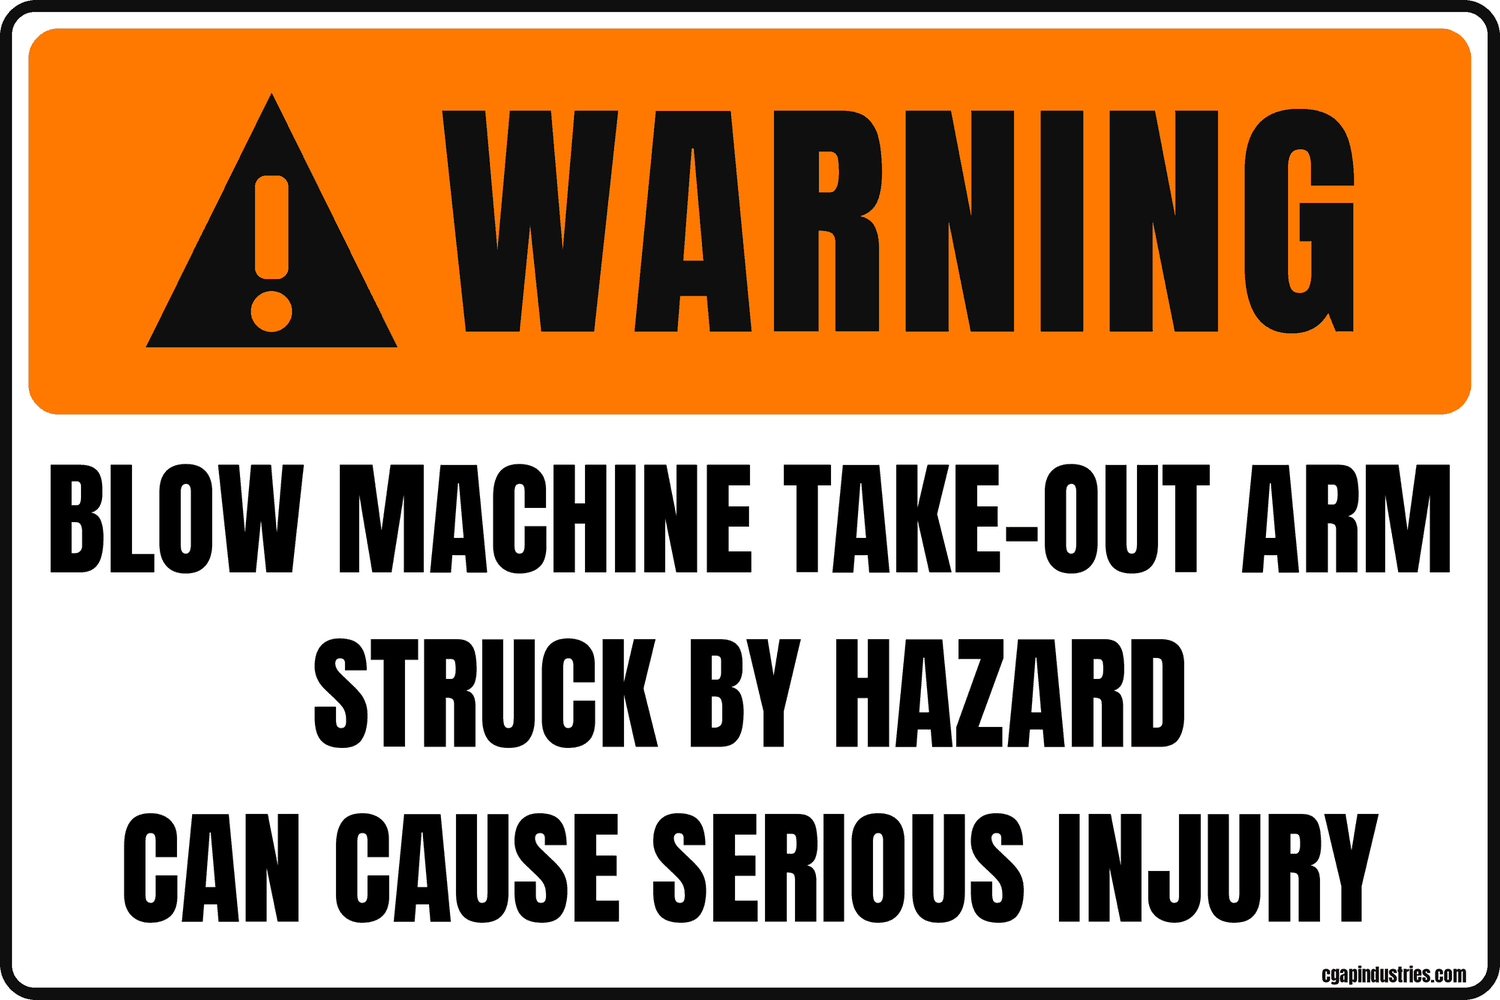 WARNING
BLOW MACHINE TAKE-OUT ARM
STRUCK BY HAZARD
CAN CAUSE SERIOUS INJURY
cgapindustries.com